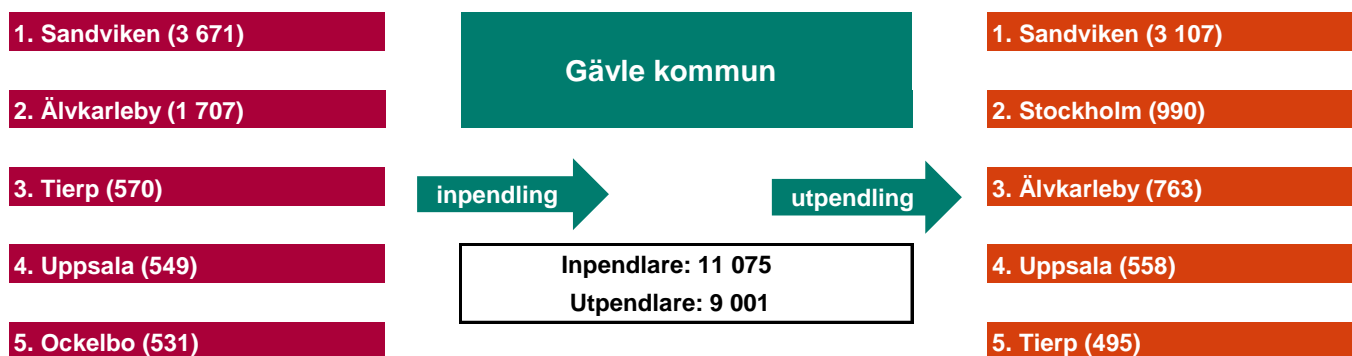 1. Sandviken (3 671)
2. Älvkarleby (1 707)
3. Tierp (570)
4. Uppsala (549)
5. Ockelbo (531)
Gävle kommun
inpendling
utpendling
Inpendlare: 11 075
Utpendlare: 9 001
1. Sandviken (3 107)
2. Stockholm (990)
3. Älvkarleby (763)
4. Uppsala (558)
5. Tierp (495)